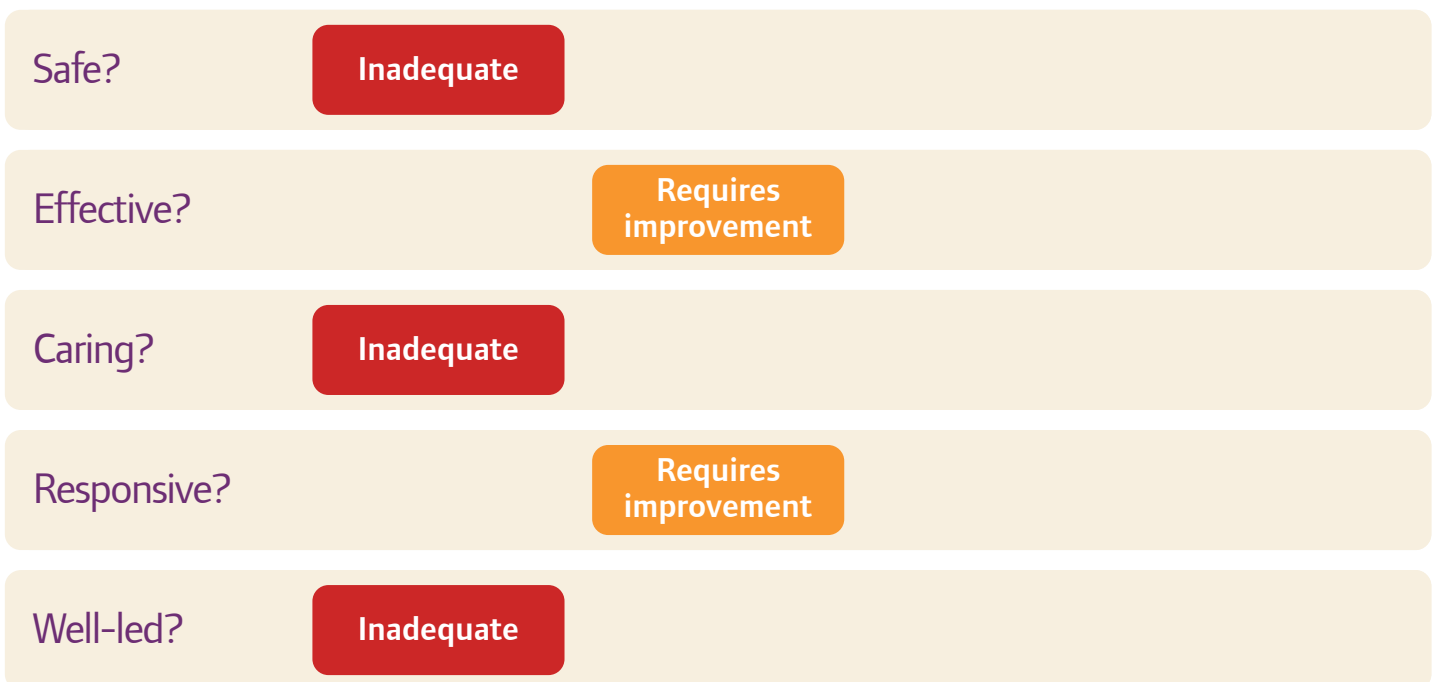 Safe?
Inadequate
Effective?
Requires
improvement
Caring?
Inadequate
Responsive?
Requires
improvement
Well-led?
Inadequate